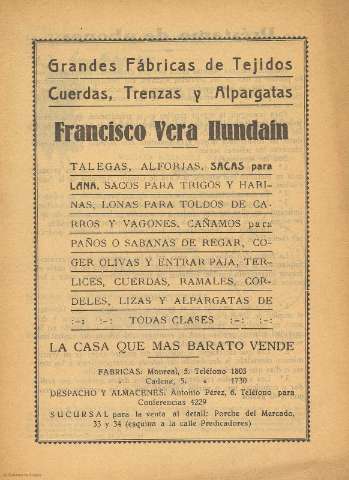 Grandes Fábricas de Tejidos
Cuerdas, Trenzas y Alpargatas
Francisco Vera Ilundain
TALEGAS, ALFORJAS, SACAS para
LANA, SACOS PARA TRIGOS Y HARI-
NAS, LONAS PARA TOLDOS DE CA-
RROS Y VAGONES, CAÑAMOS para
PAÑOS O SABANAS DE REGAR, CO-
GER OLIVAS Y ENTRAR PAJA, TER-
LICES, CUERDAS, RAMALES, COR-
DELES, LIZAS Y ALPARGATAS DE
:-: :-: TODAS CLASES :-: :-:
LA CASA QUE MAS BARATO VENDE
FABRICAS: Monreal, 5. Teléfono 1803
» Cadena, 5. » 1730
DESPACHO Y ALMACENES: Antonio Pérez, 6. Teléfono para
Conferencias 4229
SUCURSAL para la venta al detall: Porche del Mercado,
33 y 34 (esquina a la calle Predicadores)